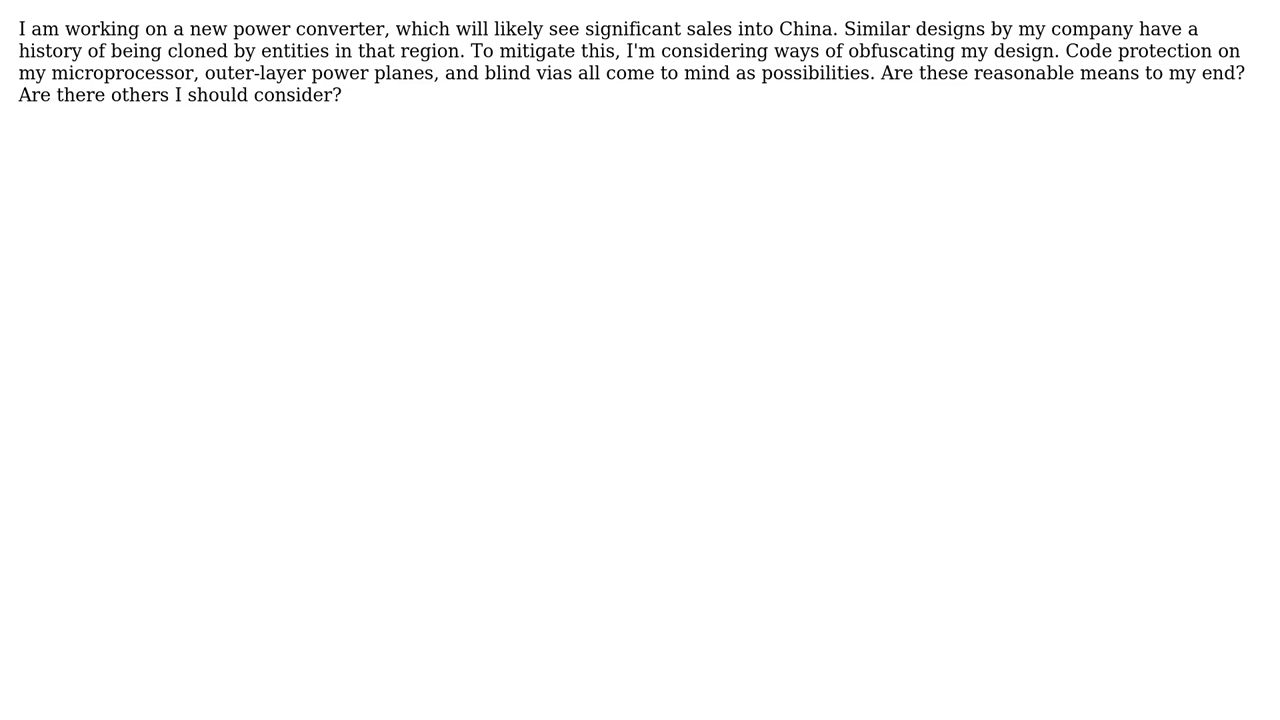 I am working on a new power converter, which will likely see significant sales into China. Similar designs by my company have a
history of being cloned by entities in that region. To mitigate this, I'm considering ways of obfuscating my design. Code protection on
my microprocessor, outer-layer power planes, and blind vias all come to mind as possibilities. Are these reasonable means to my end?
Are there others I should consider?